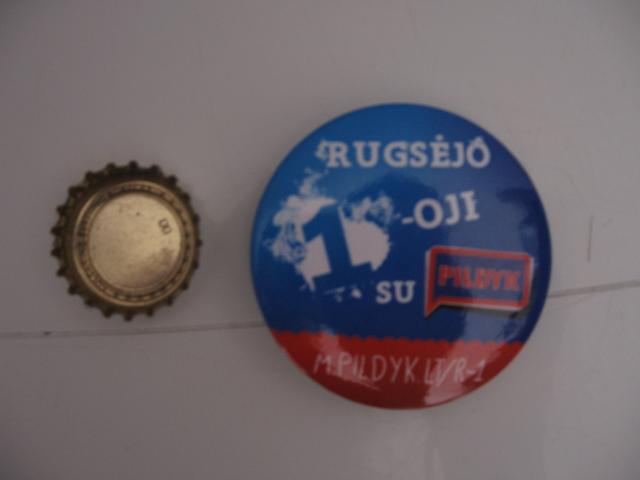 RUGSĖJO
1-OJI
SU PILDYK
M.PILDYK.LT/R-1